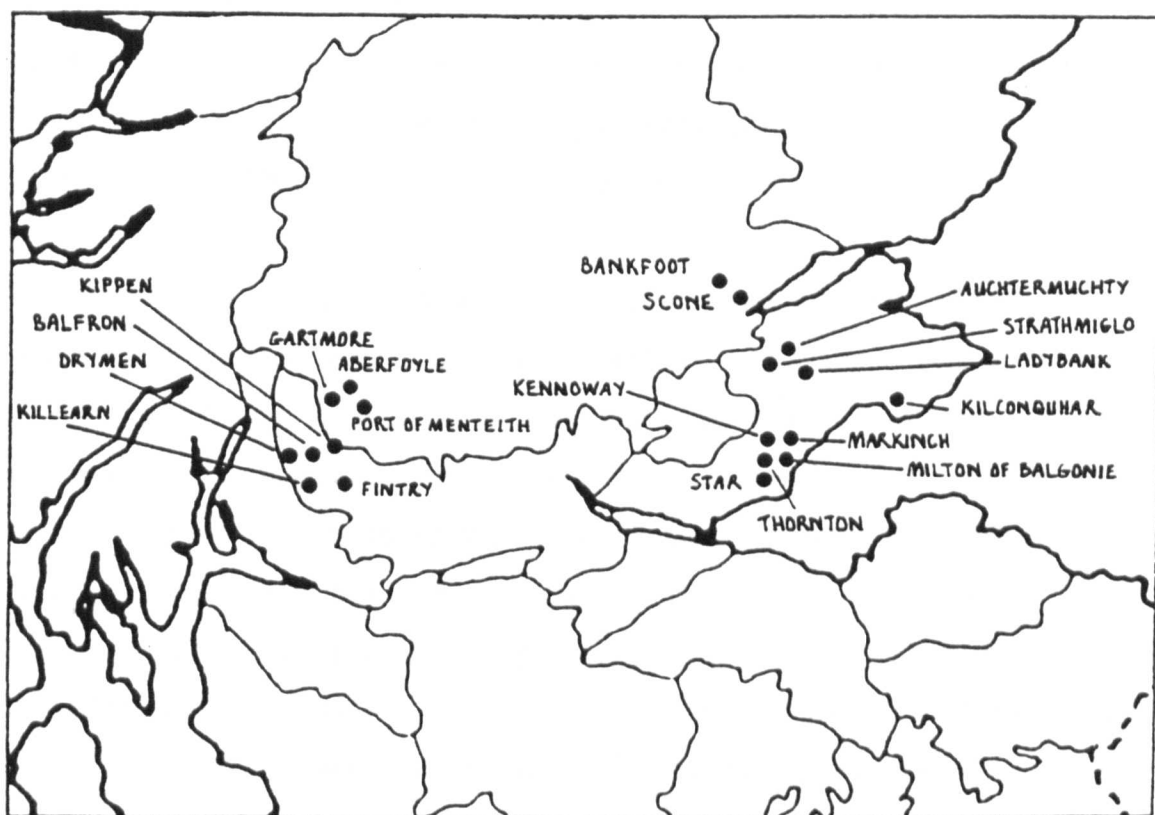 BANKFOOT
SCONE
KIPPEN
BALFRON
DRYMEN
KILLEARN
GARTMORE
ABERFOYLE
PORT OF MENTEITH
FINTRY
AUCHTERMUCHTY
STRATHMIGLO
LADYBANK
KENNOWAY
KILCONQUHAR
MARKINCH
MILTON OF BALGONIE
STAR
THORNTON